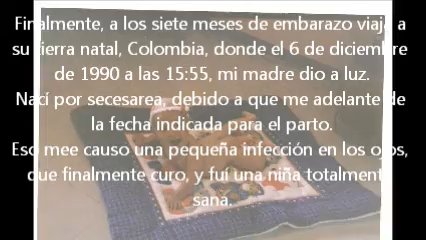 Finalmente, a los siete meses de embarazo viajo a
su tierra natal, Colombia, donde el 6 de diciembre
de 1990 a las 15:55, mi madre dio a luz.
Nací por secesarea, debido a que me adelante de
la fecha indicada para el parto.
Eso mee causo una pequeña infección en los ojos,
que finalmente curo, y fuí una niña totalmente
sana.